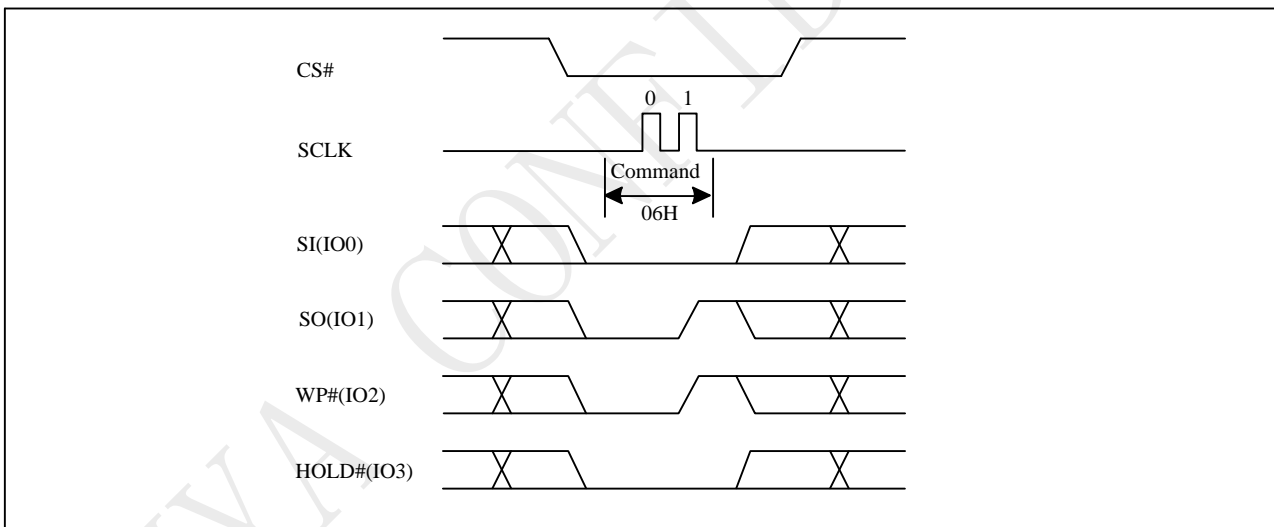 CS#
0 1
SCLK
Command
06H
SI(IO0)
SO(IO1)
WP#(IO2)
HOLD#(IO3)